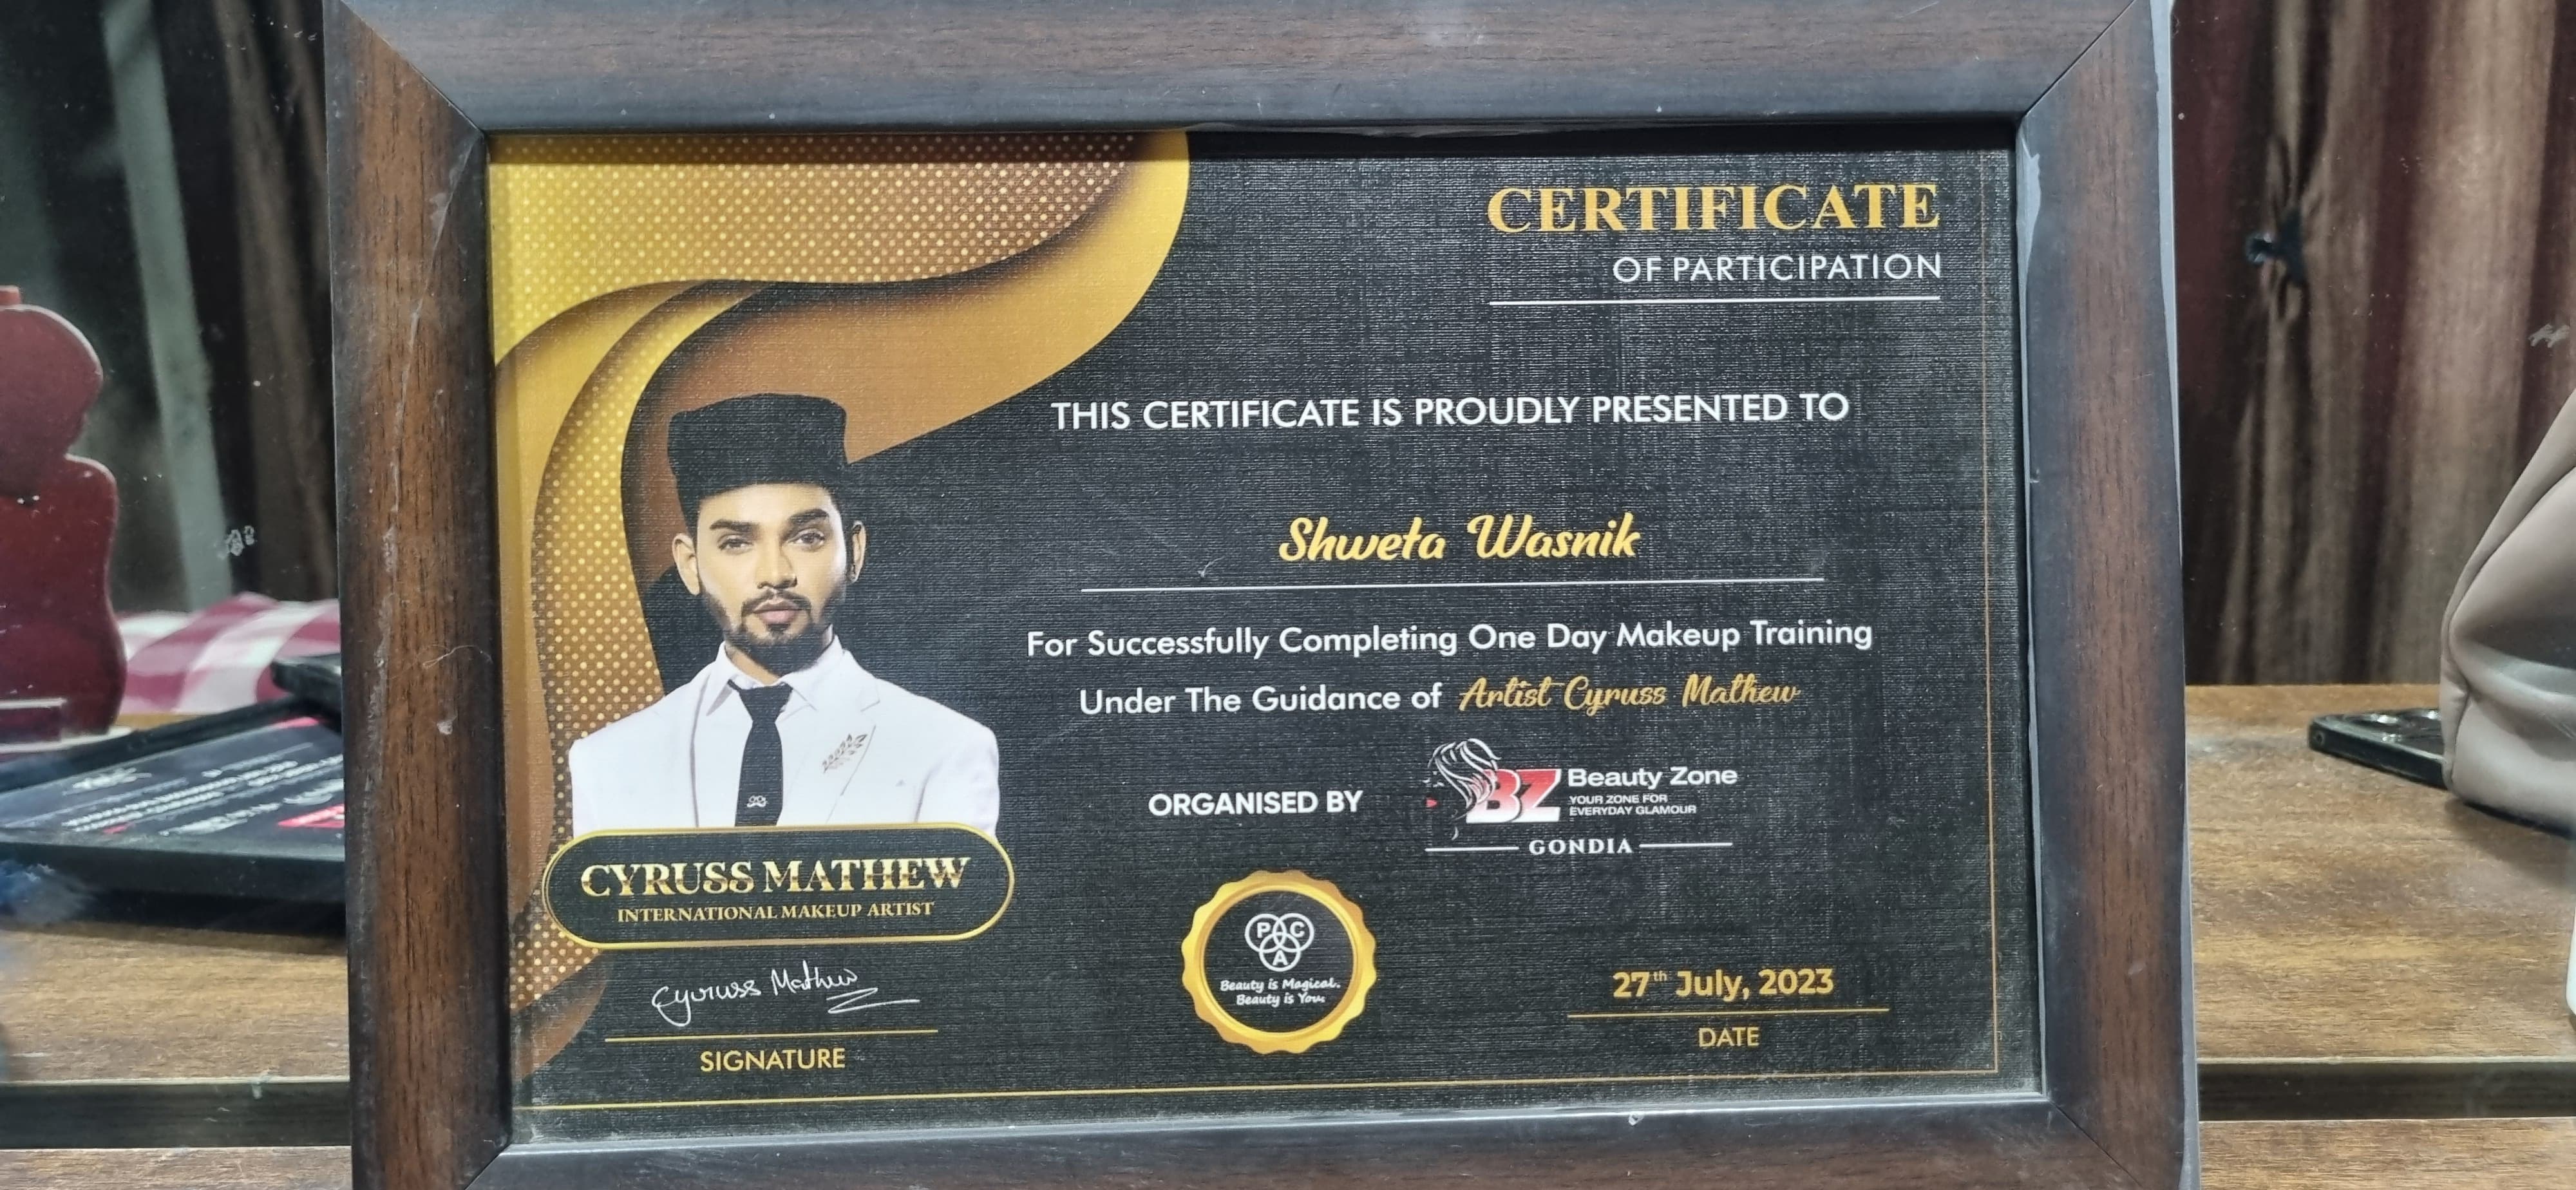 CERTIFICATE
OF PARTICIPATION
THIS CERTIFICATE IS PROUDLY PRESENTED TO
Shweta Wasnik
For Successfully Completing One Day Makeup Training
Under The Guidance of Artist Cyruss Mathew
ORGANISED BY
BZ Beauty Zone
YOUR ZONE FOR
EVERYDAY GLAMOUR
GONDIA
CYRUSS MATHEW
INTERNATIONAL MAKEUP ARTIST
Cyruss Mathew
SIGNATURE
P C
A
Beauty is Magical.
Beauty is You.
27th July, 2023
DATE